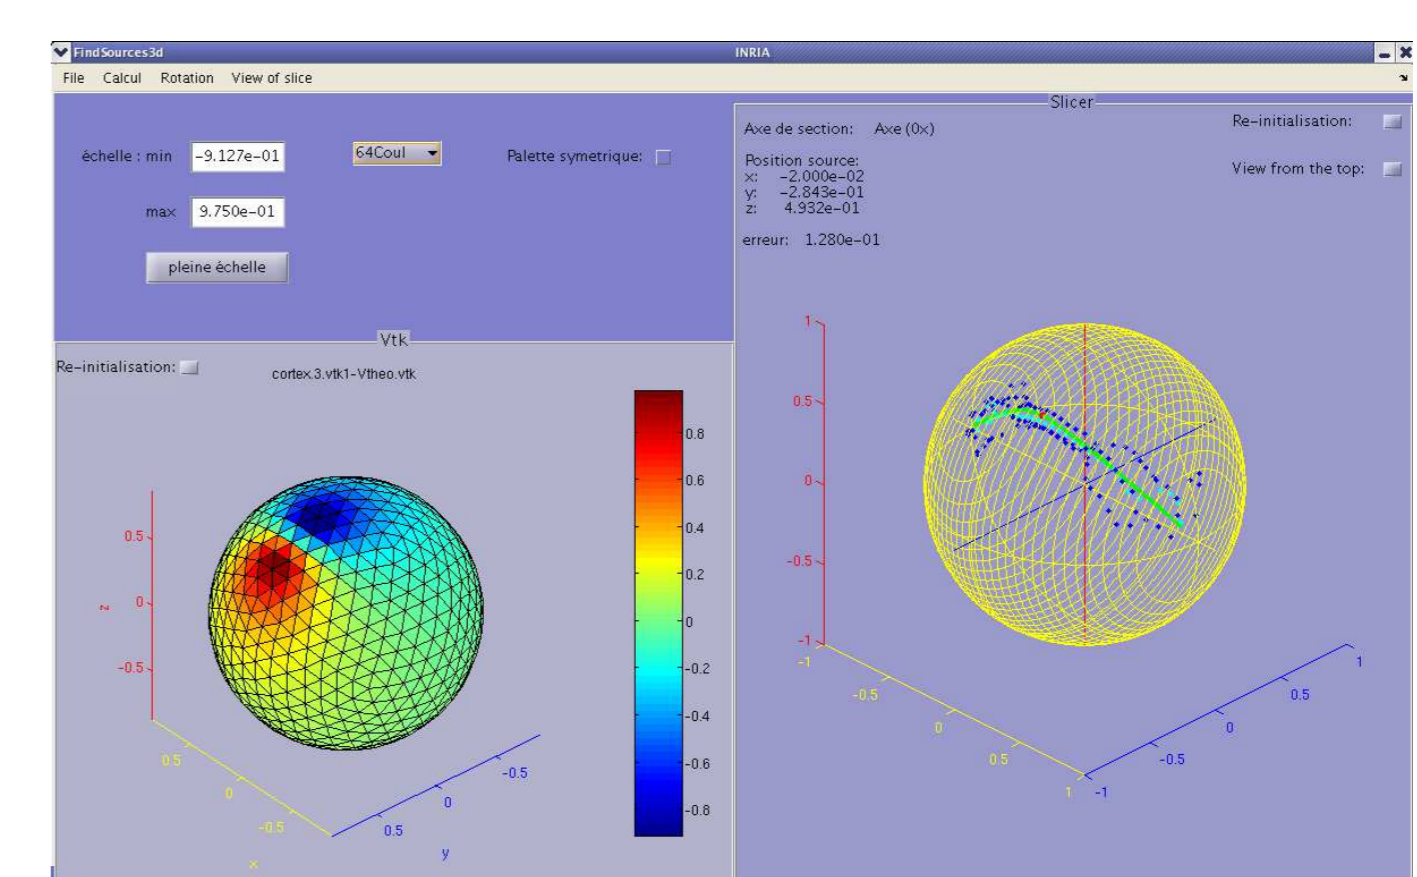 FindSources3d INRIA
File Calcul Rotation View of slice
échelle : min -9.127e-01 64Coul Palette symetrique:
max 9.750e-01
pleine échelle
Vtk
Re-initialisation:
cortex.3.vtk1-Vtheo.vtk
0.8
0.6
0.4
0.2
0
-0.2
-0.4
-0.6
-0.8
0.5
0
-0.5
z
0.5
0
-0.5
x
-0.5
0
0.5
y
Slicer
Axe de section: Axe (0x)
Re-initialisation:
Position source:
x: -2.000e-02
y: -2.843e-01
z: 4.932e-01
View from the top:
erreur: 1.280e-01
1
0.5
0
-0.5
-1
-1
-0.5
0
0.5
1
-1
-0.5
0
0.5
1